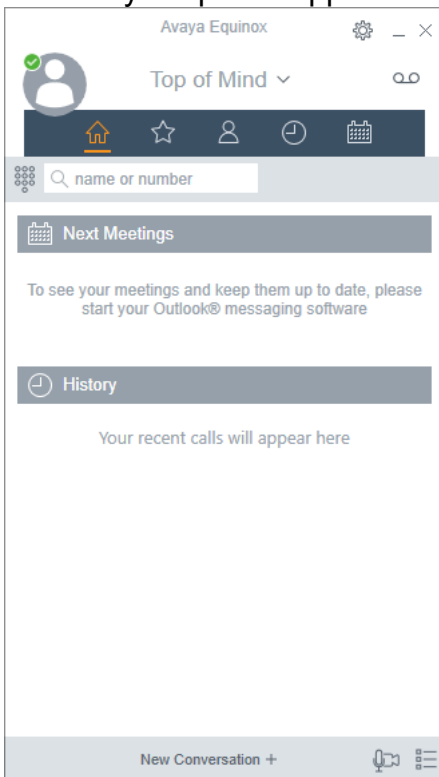 Avaya Equinox
Top of Mind
name or number
Next Meetings
To see your meetings and keep them up to date, please
start your Outlook® messaging software
History
Your recent calls will appear here
New Conversation +